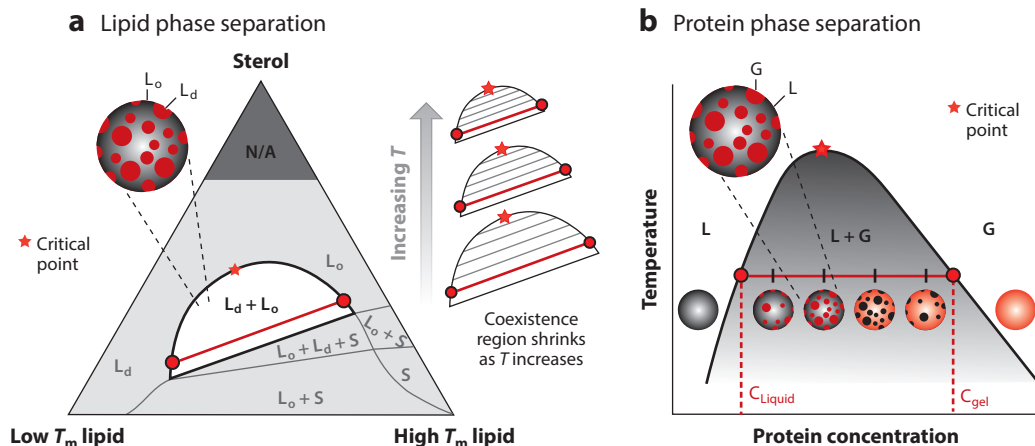 a Lipid phase separation
Sterol
Lo
Ld
N/A
Critical
point
Lo
Ld + Lo
Lo + S
Lo + Ld + S
Ld
S
Lo + S
Low Tm lipid
High Tm lipid
Increasing T
Coexistence
region shrinks
as T increases
b Protein phase separation
G
L
Critical
point
Temperature
L
L + G
G
CLiquid
Cgel
Protein concentration